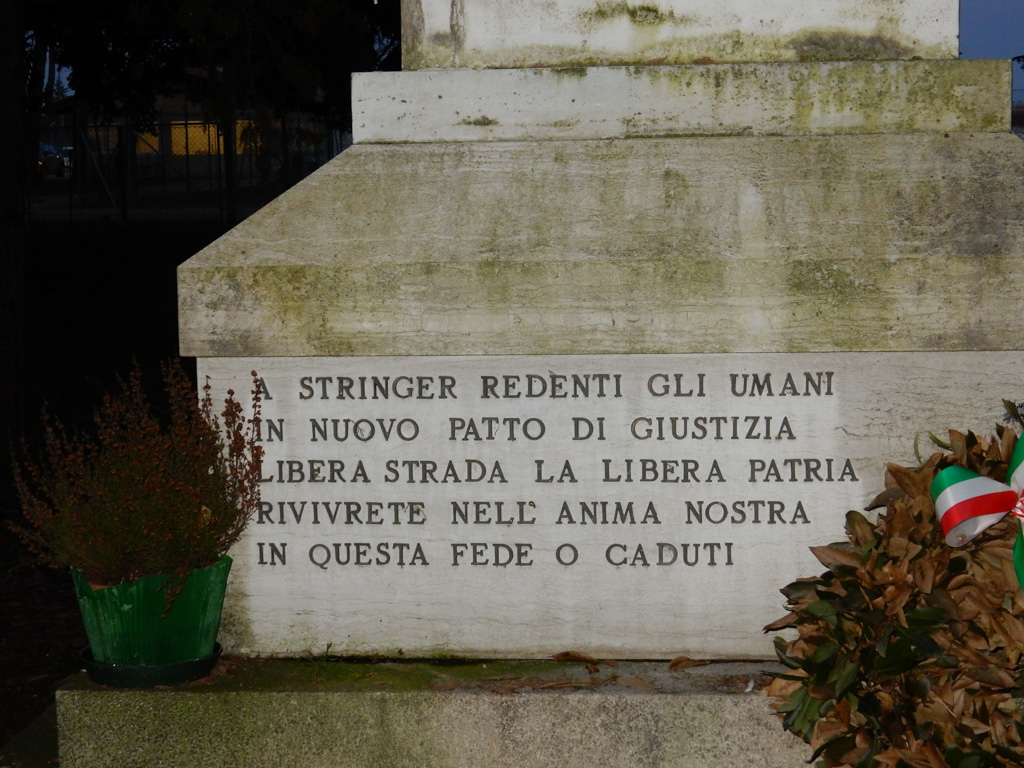 A STRINGER REDENTI GLI UMANI
IN NUOVO PATTO DI GIUSTIZIA
LIBERA STRADA LA LIBERA PATRIA
RIVIVRETE NELL' ANIMA NOSTRA
IN QUESTA FEDE O CADUTI